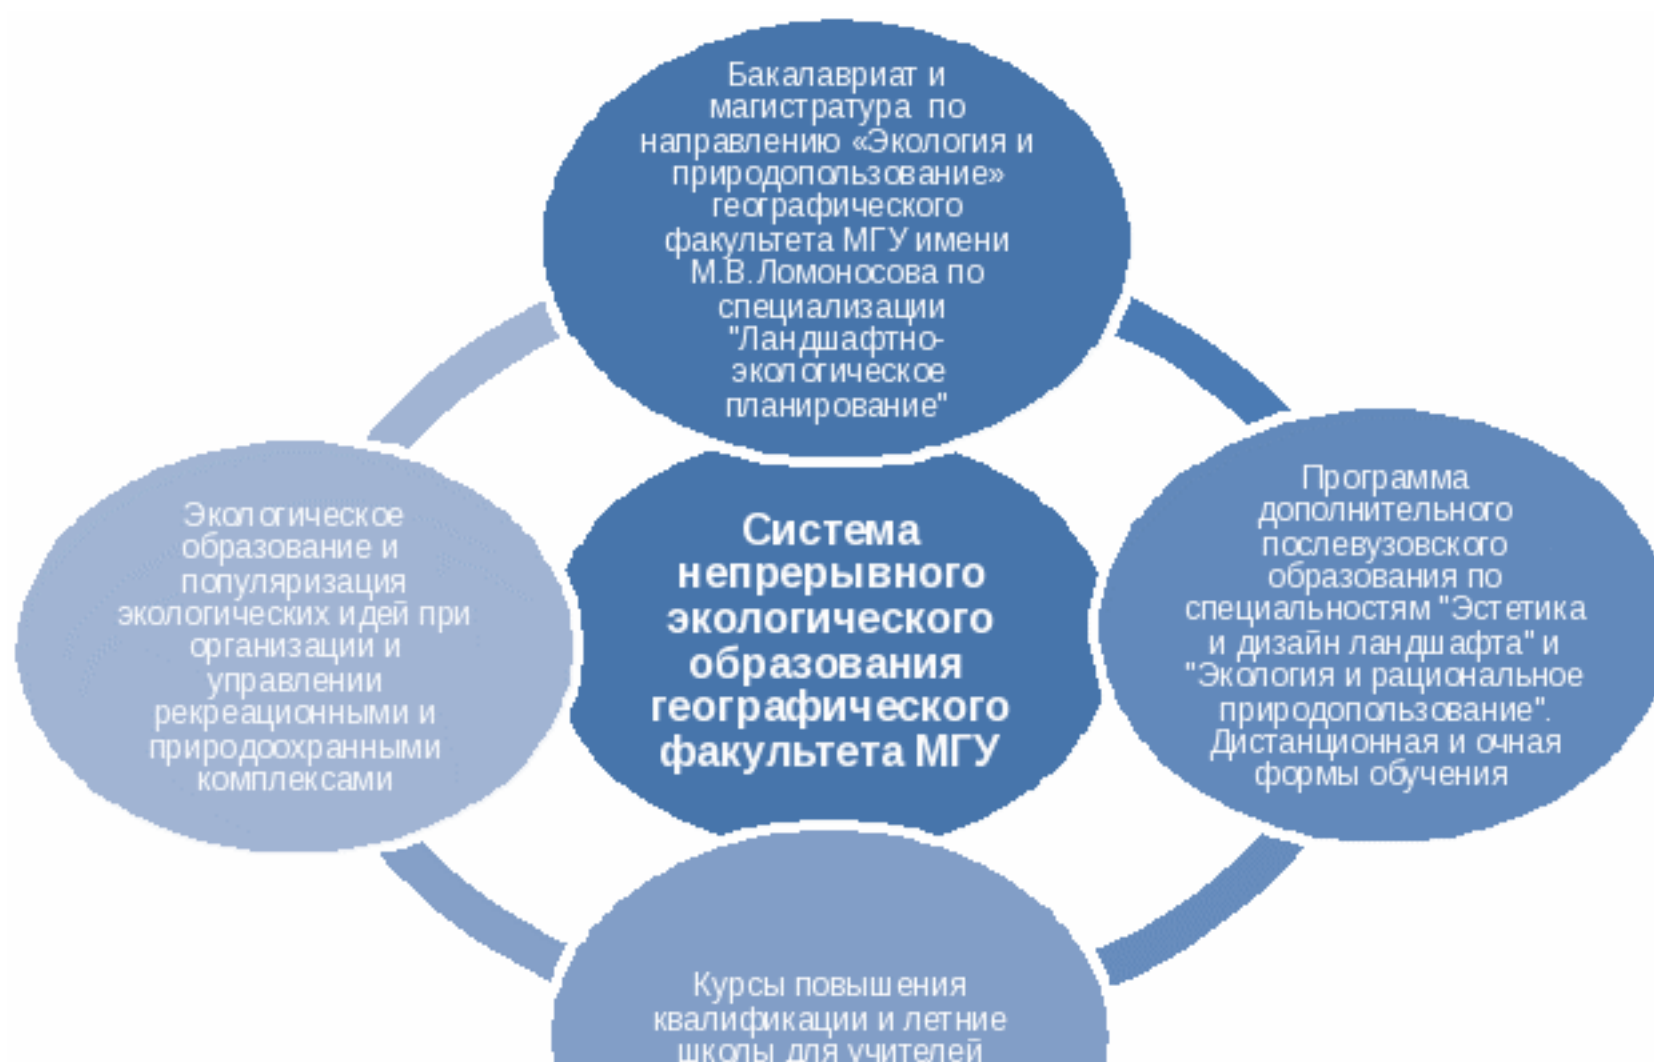 Бакалавриат и
магистратура по
направлению «Экология и
природопользование»
географического
факультета МГУ имени
М.В.Ломоносова по
специализации
"Ландшафтно-
экологическое
планирование"
Экологическое
образование и
популяризация
экологических идей при
организации и
управлении
рекреационными и
природоохранными
комплексами
Система
непрерывного
экологического
образования
географического
факультета МГУ
Программа
дополнительного
послевузовского
образования по
специальностям "Эстетика
и дизайн ландшафта" и
"Экология и рациональное
природопользование".
Дистанционная и очная
формы обучения
Курсы повышения
квалификации и летние
школы для учителей